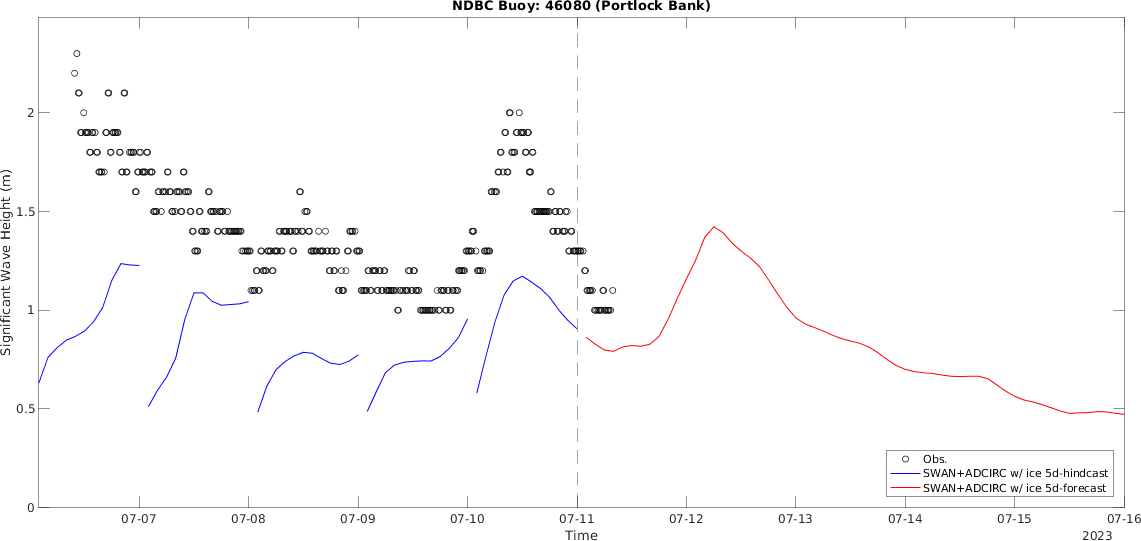 NDBC Buoy: 46080 (Portlock Bank)
Significant Wave Height (m)
2
1.5
1
0.5
0
Obs.
SWAN+ADCIRC w/ ice 5d-hindcast
SWAN+ADCIRC w/ ice 5d-forecast
07-07 07-08 07-09 07-10 07-11 07-12 07-13 07-14 07-15 07-16
Time
2023